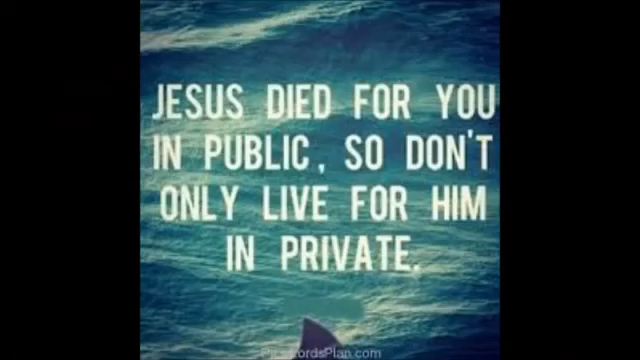 JESUS DIED FOR YOU
IN PUBLIC, SO DON'T
ONLY LIVE FOR HIM
IN PRIVATE.